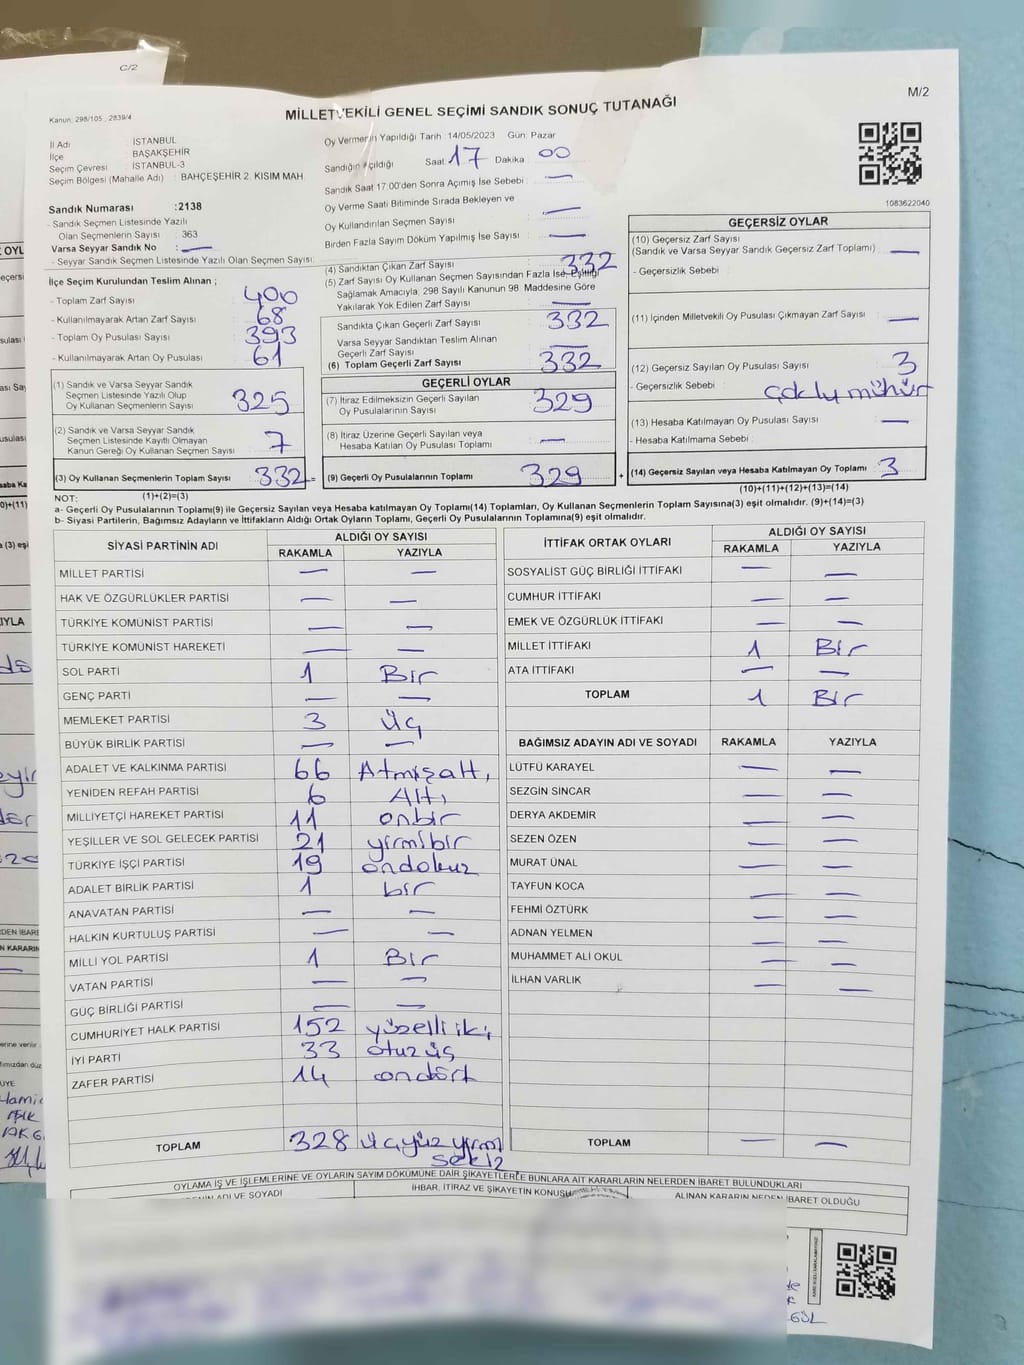 C/2
M/2
Kanun: 298/105 , 2839/4
MİLLETVEKİLİ GENEL SEÇİMİ SANDIK SONUÇ TUTANAĞI
İl Adı İSTANBUL
İlçe BAŞAKŞEHİR
Seçim Çevresi İSTANBUL-3
Seçim Bölgesi (Mahalle Adı) : BAHÇEŞEHİR 2. KISIM MAH.
Sandık Numarası :2138
- Sandık Seçmen Listesinde Yazılı
Olan Seçmenlerin Sayısı : 363
Varsa Seyyar Sandık No : —
- Seyyar Sandık Seçmen Listesinde Yazılı Olan Seçmen Sayısı:
İlçe Seçim Kurulundan Teslim Alınan ;
- Toplam Zarf Sayısı 400
- Kullanılmayarak Artan Zarf Sayısı 68
- Toplam Oy Pusulası Sayısı 393
- Kullanılmayarak Artan Oy Pusulası 61
(1) Sandık ve Varsa Seyyar Sandık
Seçmen Listesinde Yazılı Olup
Oy Kullanan Seçmenlerin Sayısı 325
(2) Sandık ve Varsa Seyyar Sandık
Seçmen Listesinde Kayıtlı Olmayan
Kanun Gereği Oy Kullanan Seçmen Sayısı 7
(3) Oy Kullanan Seçmenlerin Toplam Sayısı 332 =
Oy Vermenin Yapıldığı Tarih : 14/05/2023 Gün: Pazar
Sandığın Açıldığı Saat: 17 Dakika : 00
Sandık Saat 17:00'den Sonra Açımış İse Sebebi : —
Oy Verme Saati Bitiminde Sırada Bekleyen ve
Oy Kullandırılan Seçmen Sayısı : —
Birden Fazla Sayım Döküm Yapılmış İse Sayısı : —
(4) Sandıktan Çıkan Zarf Sayısı 332
(5) Zarf Sayısı Oy Kullanan Seçmen Sayısından Fazla İse, Eşitliği
Sağlamak Amacıyla, 298 Sayılı Kanunun 98. Maddesine Göre
Yakılarak Yok Edilen Zarf Sayısı : —
Sandıkta Çıkan Geçerli Zarf Sayısı 332
Varsa Seyyar Sandıktan Teslim Alınan
Geçerli Zarf Sayısı : —
(6) Toplam Geçerli Zarf Sayısı 332
GEÇERLİ OYLAR
(7) İtiraz Edilmeksizin Geçerli Sayılan
Oy Pusulalarının Sayısı 329
(8) İtiraz Üzerine Geçerli Sayılan veya
Hesaba Katılan Oy Pusulası Toplamı : —
(9) Geçerli Oy Pusulalarının Toplamı 329 +
1083622040
GEÇERSİZ OYLAR
(10) Geçersiz Zarf Sayısı
(Sandık ve Varsa Seyyar Sandık Geçersiz Zarf Toplamı) : —
- Geçersizlik Sebebi :
(11) İçinden Milletvekili Oy Pusulası Çıkmayan Zarf Sayısı : —
(12) Geçersiz Sayılan Oy Pusulası Sayısı : 3
- Geçersizlik Sebebi : çoklu mühür
(13) Hesaba Katılmayan Oy Pusulası Sayısı : —
- Hesaba Katılmama Sebebi :
(14) Geçersiz Sayılan veya Hesaba Katılmayan Oy Toplamı : 3
NOT: (1)+(2)=(3) (10)+(11)+(12)+(13)=(14)
a- Geçerli Oy Pusulalarının Toplamı(9) ile Geçersiz Sayılan veya Hesaba katılmayan Oy Toplamı(14) Toplamları, Oy Kullanan Seçmenlerin Toplam Sayısına(3) eşit olmalıdır. (9)+(14)=(3)
b- Siyasi Partilerin, Bağımsız Adayların ve İttifakların Aldığı Ortak Oyların Toplamı, Geçerli Oy Pusulalarının Toplamına(9) eşit olmalıdır.
SİYASİ PARTİNİN ADI ALDIĞI OY SAYISI
RAKAMLA YAZIYLA
MİLLET PARTİSİ — —
HAK VE ÖZGÜRLÜKLER PARTİSİ — —
TÜRKİYE KOMÜNİST PARTİSİ — —
TÜRKİYE KOMÜNİST HAREKETİ — —
SOL PARTİ 1 Bir
GENÇ PARTİ — —
MEMLEKET PARTİSİ 3 Üç
BÜYÜK BİRLİK PARTİSİ — —
ADALET VE KALKINMA PARTİSİ 66 Atmışaltı
YENİDEN REFAH PARTİSİ 6 Altı
MİLLİYETÇİ HAREKET PARTİSİ 11 onbir
YEŞİLLER VE SOL GELECEK PARTİSİ 21 yirmibir
TÜRKİYE İŞÇİ PARTİSİ 19 ondokuz
ADALET BİRLİK PARTİSİ 1 bir
ANAVATAN PARTİSİ — —
HALKIN KURTULUŞ PARTİSİ — —
MİLLİ YOL PARTİSİ 1 Bir
VATAN PARTİSİ — —
GÜÇ BİRLİĞİ PARTİSİ — —
CUMHURİYET HALK PARTİSİ 152 yüzelliiki
İYİ PARTİ 33 otuzüç
ZAFER PARTİSİ 14 ondört
TOPLAM 328 üçyüzyirmi
sekiz
İTTİFAK ORTAK OYLARI ALDIĞI OY SAYISI
RAKAMLA YAZIYLA
SOSYALİST GÜÇ BİRLİĞİ İTTİFAKI — —
CUMHUR İTTİFAKI — —
EMEK VE ÖZGÜRLÜK İTTİFAKI — —
MİLLET İTTİFAKI 1 Bir
ATA İTTİFAKI — —
TOPLAM 1 Bir
BAĞIMSIZ ADAYIN ADI VE SOYADI RAKAMLA YAZIYLA
LÜTFÜ KARAYEL — —
SEZGİN SİNCAR — —
DERYA AKDEMİR — —
SEZEN ÖZEN — —
MURAT ÜNAL — —
TAYFUN KOCA — —
FEHMİ ÖZTÜRK — —
ADNAN YELMEN — —
MUHAMMET ALİ OKUL — —
İLHAN VARLIK — —
TOPLAM — —
OYLAMA İŞ VE İŞLEMLERİNE VE OYLARIN SAYIM DÖKÜMÜNE DAİR ŞİKAYETLERLE BUNLARA AİT KARARLARIN NELERDEN İBARET BULUNDUKLARI
ADI VE SOYADI İHBAR, İTİRAZ VE ŞİKAYETİN KONUSU ALINAN KARARIN NEDEN İBARET OLDUĞU